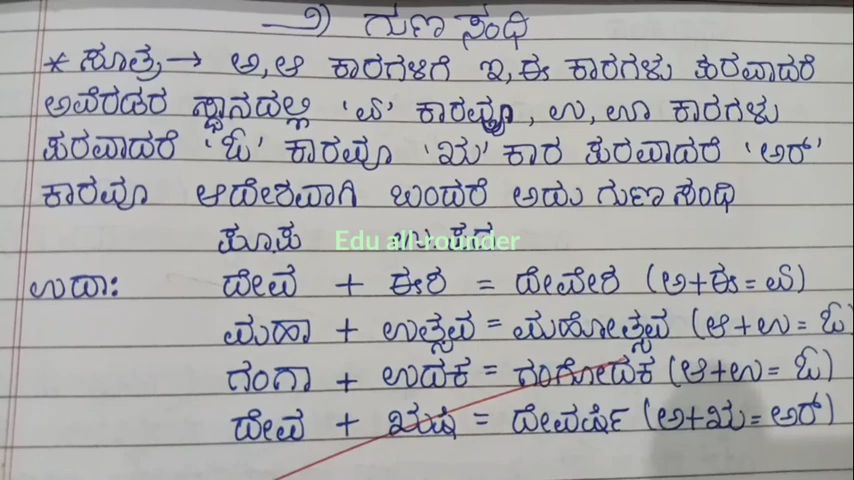 ೨) ಗುಣ ಸಂಧಿ
* ಸೂತ್ರ → ಅ, ಆ ಕಾರಗಳಿಗೆ ಇ, ಈ ಕಾರಗಳು ಪರವಾದರೆ
ಅವೆರಡರ ಸ್ಥಾನದಲ್ಲಿ 'ಏ' ಕಾರವೂ, ಉ, ಊ ಕಾರಗಳು
ಪರವಾದರೆ 'ಓ' ಕಾರವೂ 'ಋ' ಕಾರ ಪರವಾದರೆ 'ಅರ್'
ಕಾರವೂ ಆದೇಶವಾಗಿ ಬಂದರೆ ಅದು ಗುಣ ಸಂಧಿ
ಪೂ.ಪ ಉ.ಪದ
Edu all-rounder
ಉದಾ: ದೇವ + ಈಶ = ದೇವೇಶ (ಅ+ಈ=ಏ)
ಮಹಾ + ಉತ್ಸವ = ಮಹೋತ್ಸವ (ಆ+ಉ=ಓ
ಗಂಗಾ + ಉದಕ = ಗಂಗೋದಕ (ಆ+ಉ=ಓ)
ದೇವ + ಋಷಿ = ದೇವರ್ಷಿ (ಅ+ಋ=ಅರ್)